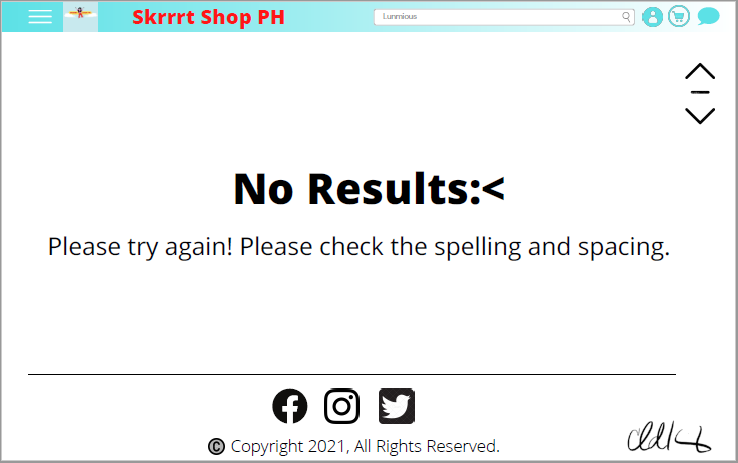 Skrrrt Shop PH
Lunmious
No Results:<
Please try again! Please check the spelling and spacing.
© Copyright 2021, All Rights Reserved.